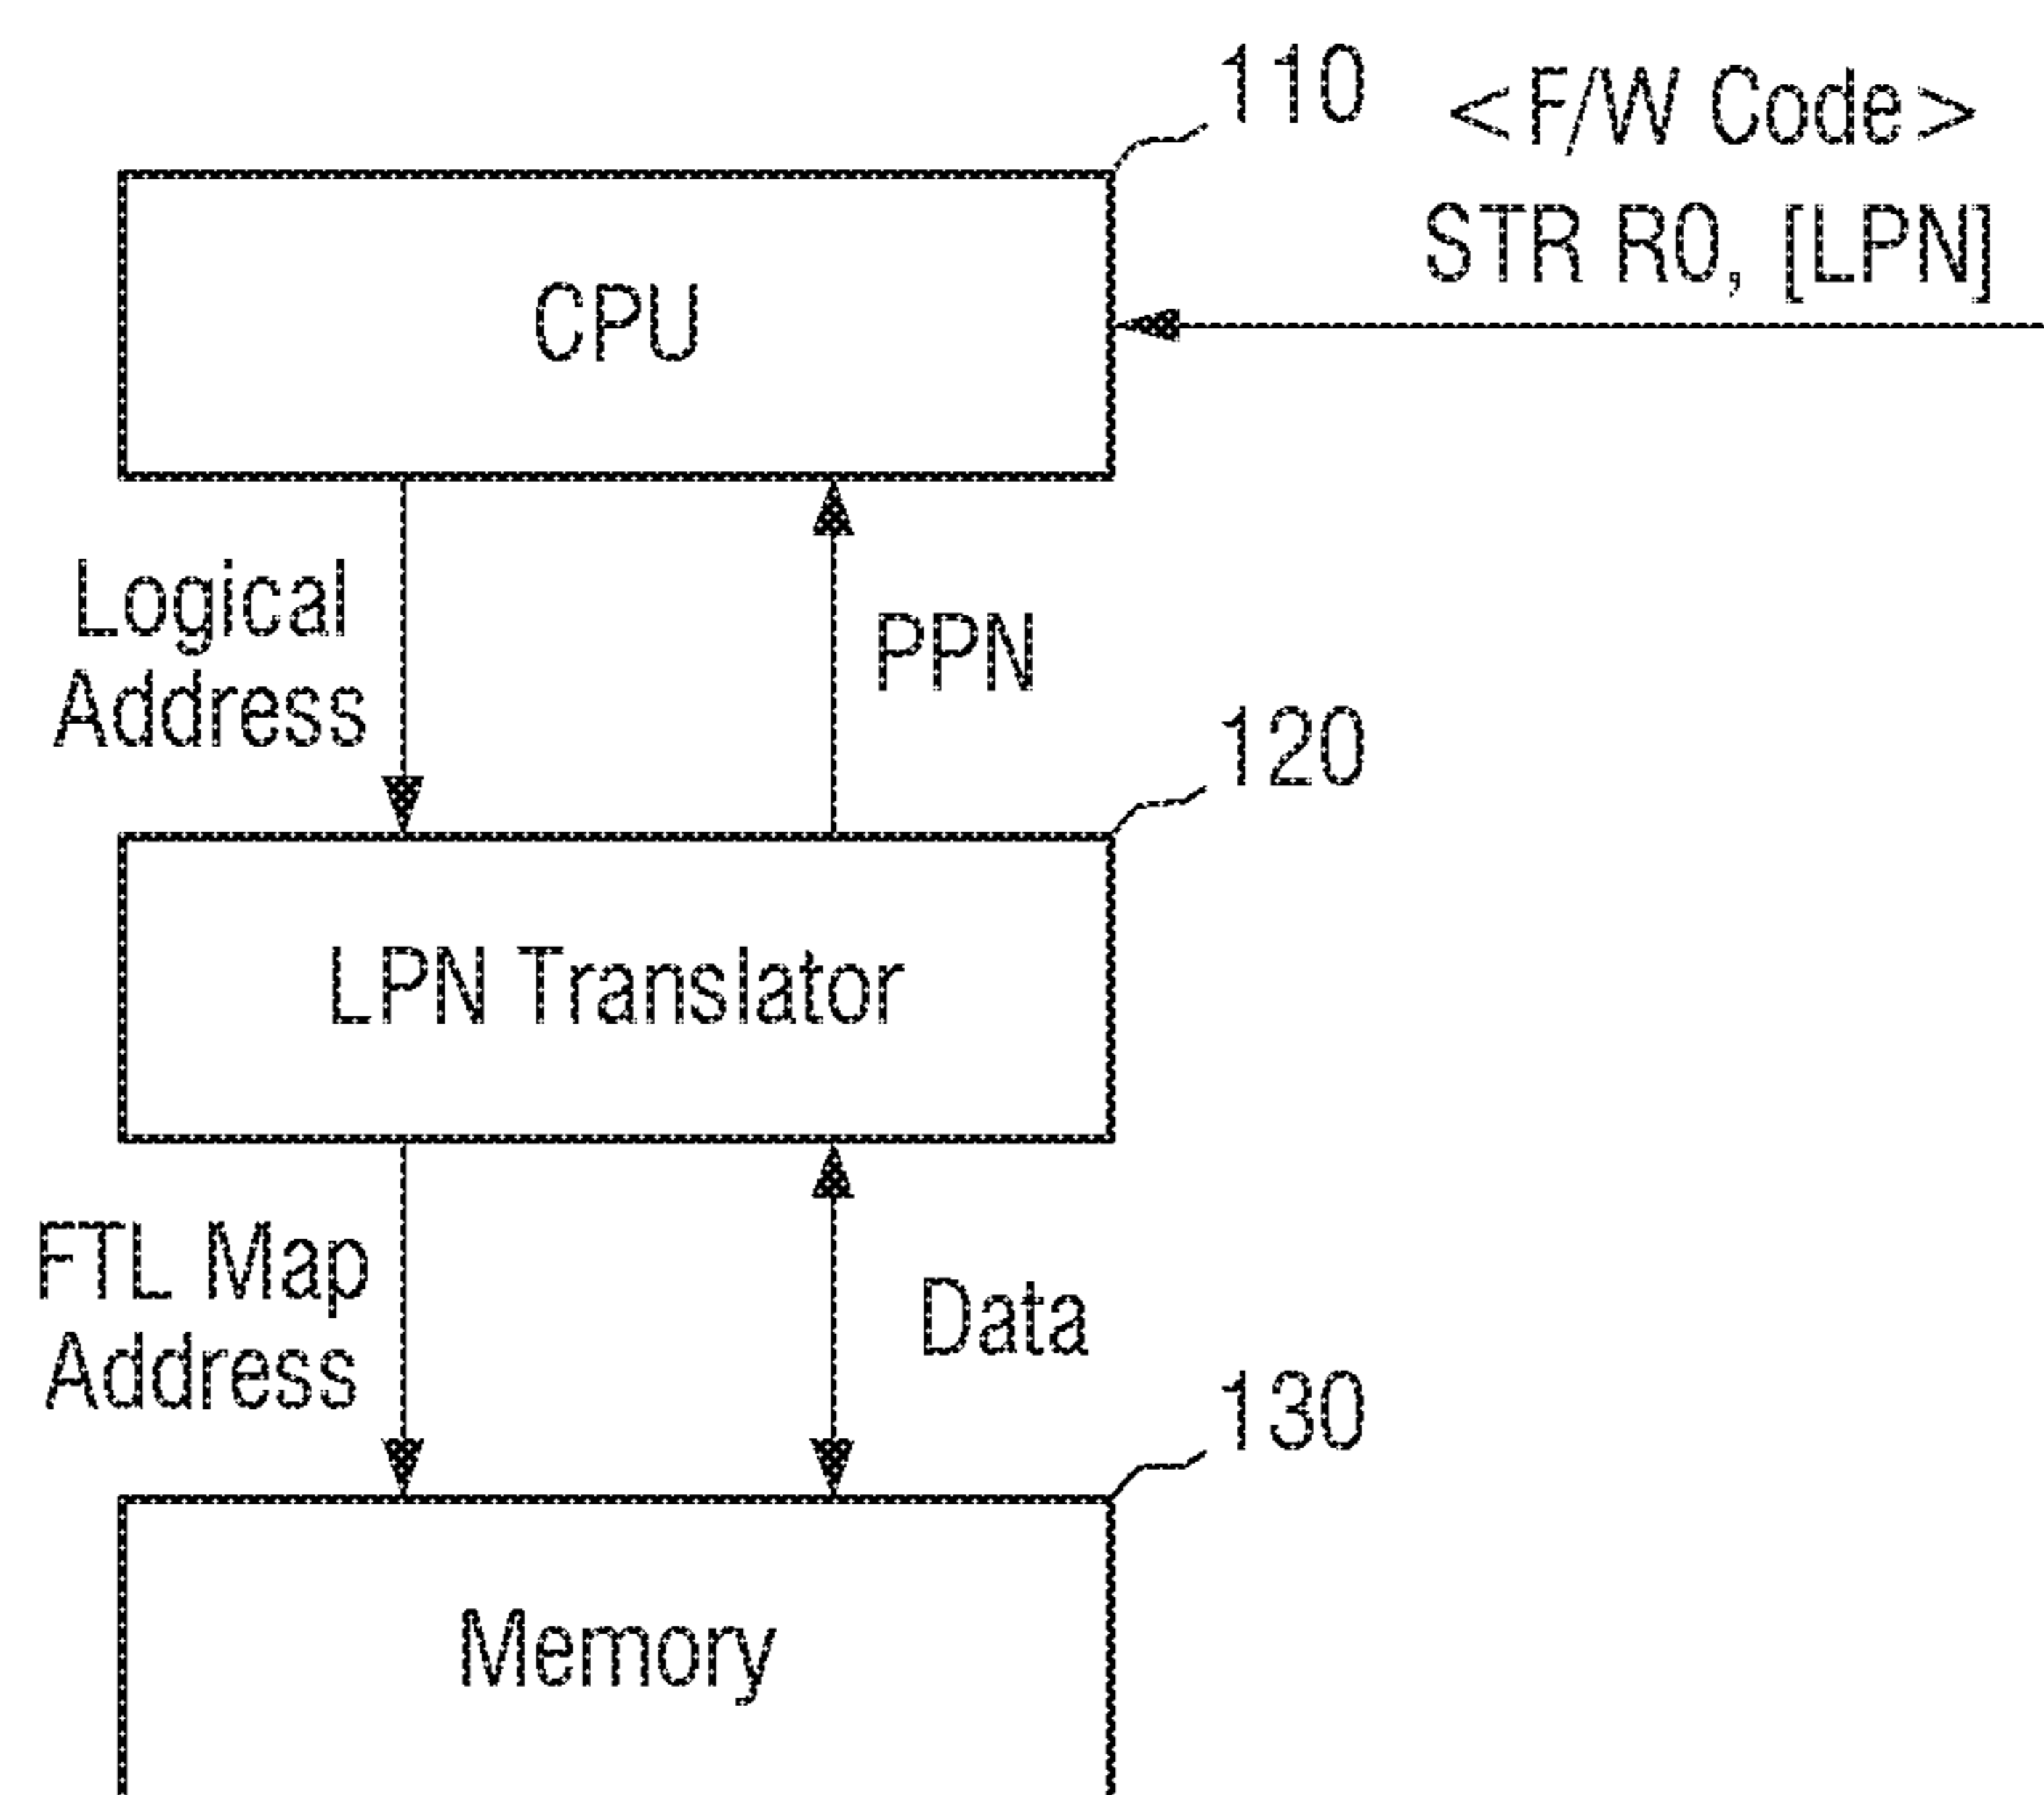 110
<F/W Code>
STR R0, [LPN]
CPU
Logical
Address
PPN
120
LPN Translator
FTL Map
Address
Data
130
Memory